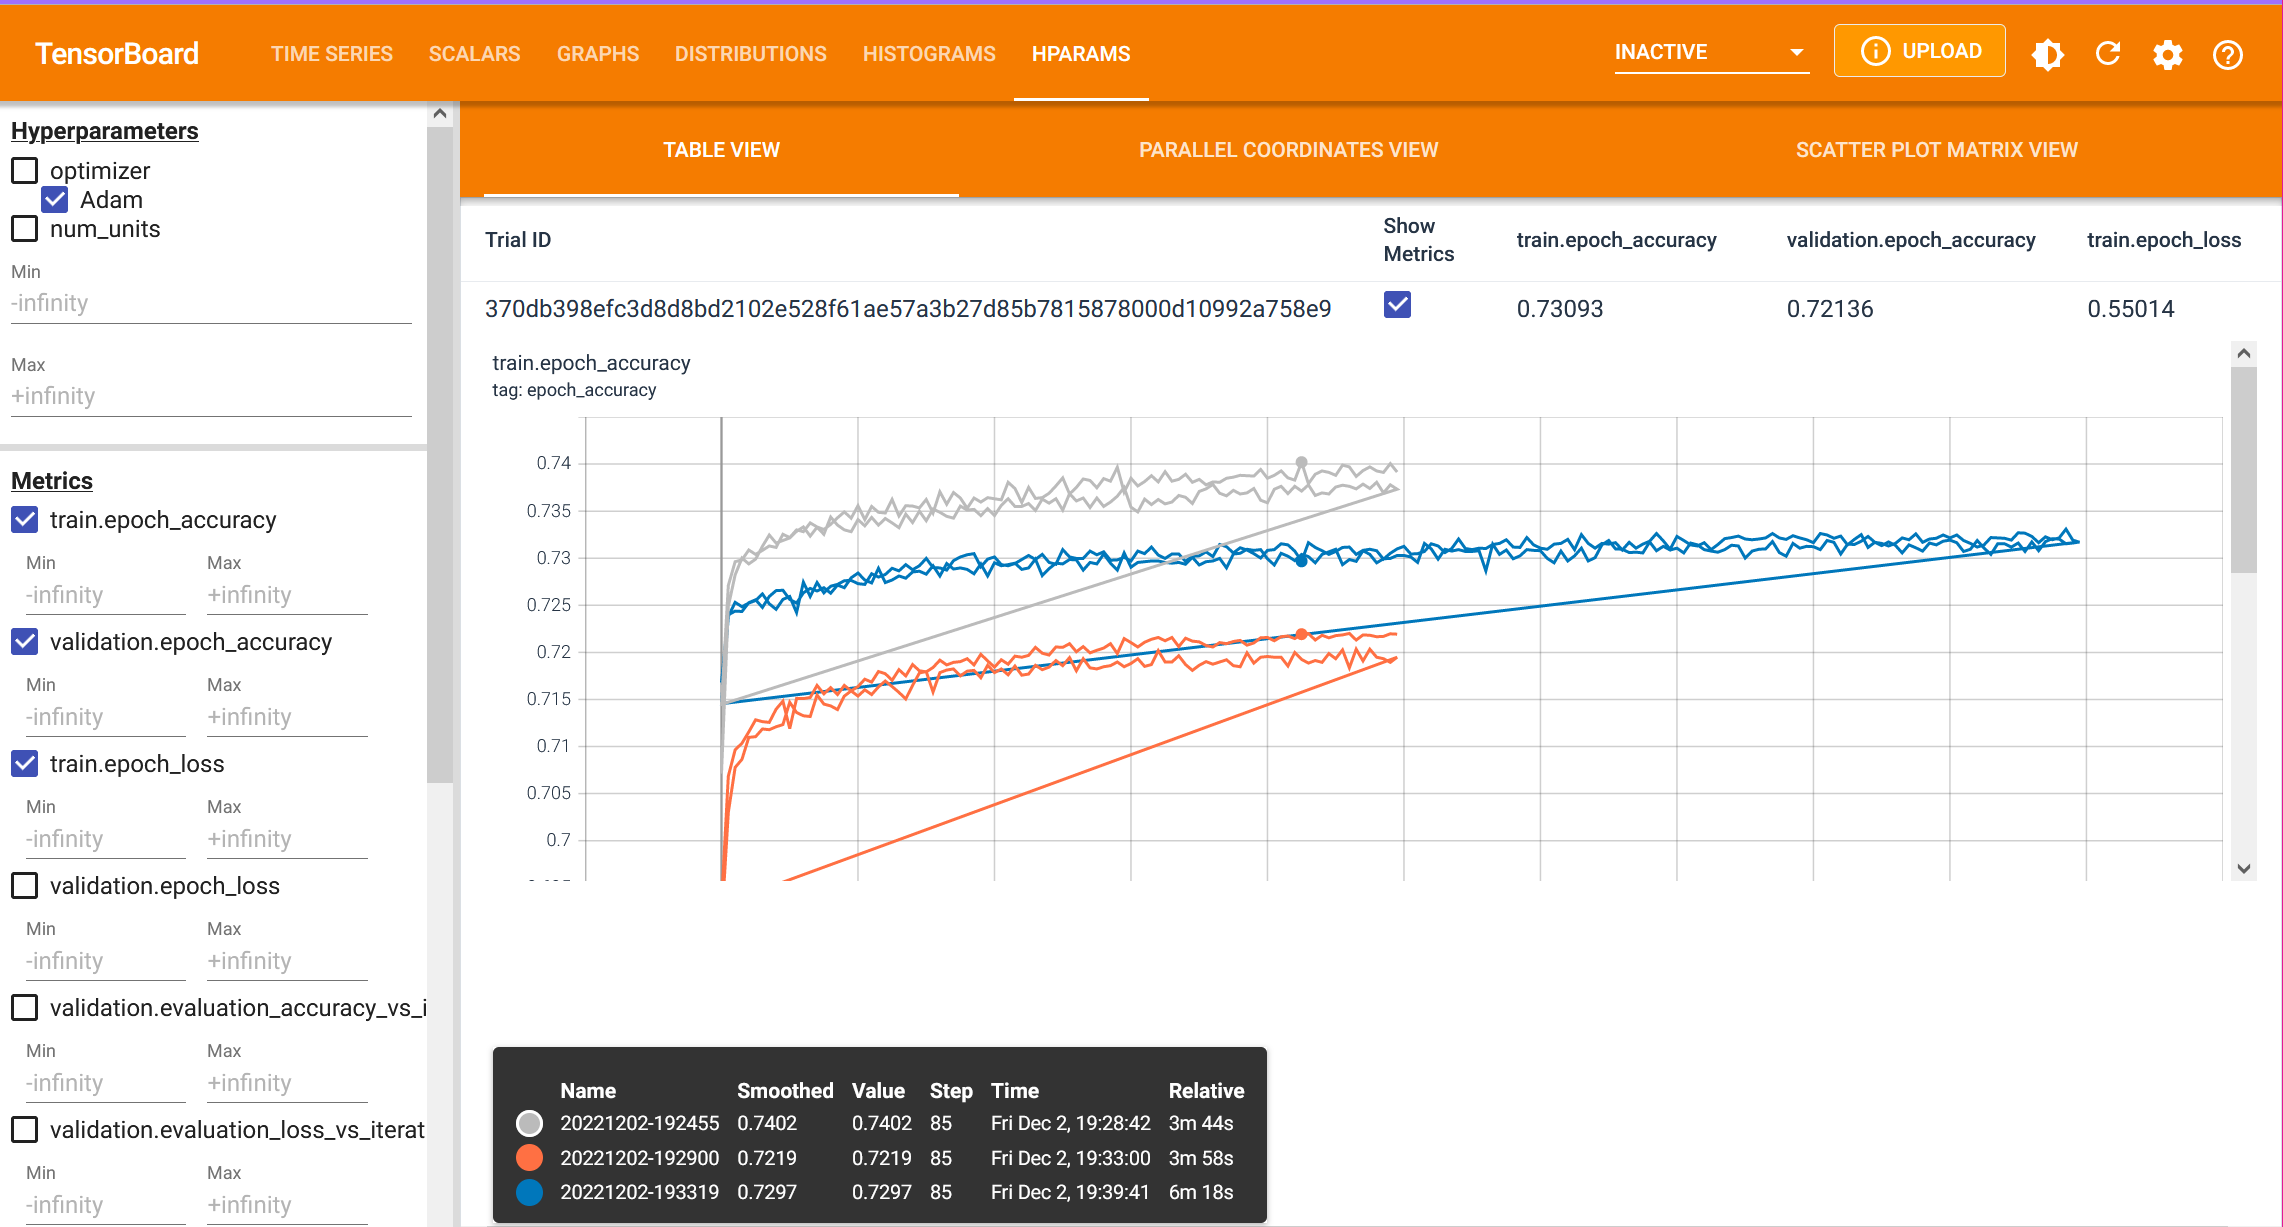 TensorBoard
TIME SERIES
SCALARS
GRAPHS
DISTRIBUTIONS
HISTOGRAMS
HPARAMS
INACTIVE
UPLOAD
Hyperparameters
optimizer
Adam
num_units
Min
-infinity
Max
+infinity
Metrics
train.epoch_accuracy
Min Max
-infinity +infinity
validation.epoch_accuracy
Min Max
-infinity +infinity
train.epoch_loss
Min Max
-infinity +infinity
validation.epoch_loss
Min Max
-infinity +infinity
validation.evaluation_accuracy_vs_i
Min Max
-infinity +infinity
validation.evaluation_loss_vs_iterat
Min Max
-infinity +infinity
TABLE VIEW
PARALLEL COORDINATES VIEW
SCATTER PLOT MATRIX VIEW
Trial ID Show Metrics train.epoch_accuracy validation.epoch_accuracy train.epoch_loss
370db398efc3d8d8bd2102e528f61ae57a3b27d85b7815878000d10992a758e9 0.73093 0.72136 0.55014
train.epoch_accuracy
tag: epoch_accuracy
0.74
0.735
0.73
0.725
0.72
0.715
0.71
0.705
0.7
Name Smoothed Value Step Time Relative
20221202-192455 0.7402 0.7402 85 Fri Dec 2, 19:28:42 3m 44s
20221202-192900 0.7219 0.7219 85 Fri Dec 2, 19:33:00 3m 58s
20221202-193319 0.7297 0.7297 85 Fri Dec 2, 19:39:41 6m 18s